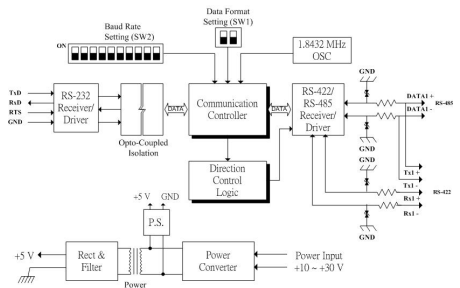 Baud Rate
Setting (SW2)
Data Format
Setting (SW1)
ON
1.8432 MHz
OSC
GND
TxD
RxD
RTS
GND
RS-232
Receiver/
Driver
Opto-Coupled
Isolation
DATA
Communication
Controller
DATA
RS-422/
RS-485
Receiver/
Driver
DATA1 +
RS-485
DATA1 -
GND
GND
Direction
Control
Logic
Tx1 +
Tx1 -
RS-422
Rx1 +
Rx1 -
GND
+5 V
GND
P.S.
+5 V
Rect &
Filter
Power
Power
Converter
Power Input
+10 ~ +30 V